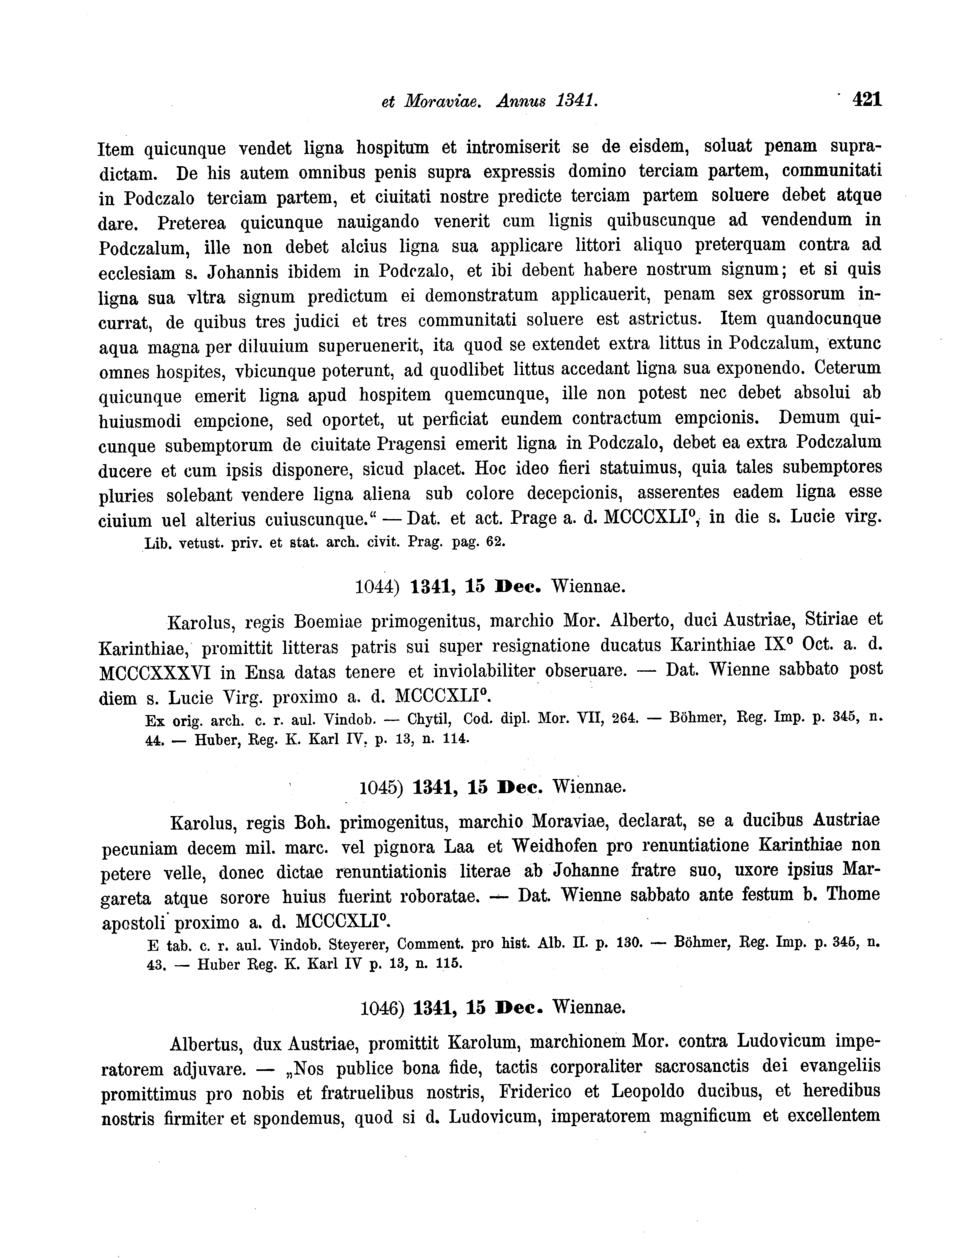 et Moraviae. Annus 1341. 421
Item quicunque vendet ligna hospitum et intromiserit se de eisdem, soluat penam supra-
dictam. De his autem omnibus penis supra expressis domino terciam partem, communitati
in Podczalo terciam partem, et ciuitati nostre predicte terciam partem soluere debet atque
dare. Preterea quicunque nauigando venerit cum lignis quibuscunque ad vendendum in
Podczalum, ille non debet alcius ligna sua applicare littori aliquo preterquam contra ad
ecclesiam s. Johannis ibidem in Podczalo, et ibi debent habere nostrum signum; et si quis
ligna sua vltra signum predictum ei demonstratum applicauerit, penam sex grossorum in-
currat, de quibus tres judici et tres communitati soluere est astrictus. Item quandocunque
aqua magna per diluuium superuenerit, ita quod se extendet extra littus in Podczalum, extunc
omnes hospites, vbicunque poterunt, ad quodlibet littus accedant ligna sua exponendo. Ceterum
quicunque emerit ligna apud hospitem quemcunque, ille non potest nec debet absolui ab
huiusmodi empcione, sed oportet, ut perficiat eundem contractum empcionis. Demum qui-
cunque subemptorum de ciuitate Pragensi emerit ligna in Podczalo, debet ea extra Podczalum
ducere et cum ipsis disponere, sicud placet. Hoc ideo fieri statuimus, quia tales subemptores
pluries solebant vendere ligna aliena sub colore decepcionis, asserentes eadem ligna esse
ciuium uel alterius cuiuscunque.“ — Dat. et act. Prage a. d. MCCCXLI⁰, in die s. Lucie virg.
Lib. vetust. priv. et stat. arch. civit. Prag. pag. 62.
1044) 1341, 15 Dec. Wiennae.
Karolus, regis Boemiae primogenitus, marchio Mor. Alberto, duci Austriae, Stiriae et
Karinthiae, promittit litteras patris sui super resignatione ducatus Karinthiae IX⁰ Oct. a. d.
MCCCXXXVI in Ensa datas tenere et inviolabiliter obseruare. — Dat. Wienne sabbato post
diem s. Lucie Virg. proximo a. d. MCCCXLI⁰.
Ex orig. arch. c. r. aul. Vindob. — Chytil, Cod. dipl. Mor. VII, 264. — Böhmer, Reg. Imp. p. 345, n.
44. — Huber, Reg. K. Karl IV, p. 13, n. 114.
1045) 1341, 15 Dec. Wiennae.
Karolus, regis Boh. primogenitus, marchio Moraviae, declarat, se a ducibus Austriae
pecuniam decem mil. marc. vel pignora Laa et Weidhofen pro renuntiatione Karinthiae non
petere velle, donec dictae renuntiationis literae ab Johanne fratre suo, uxore ipsius Mar-
gareta atque sorore huius fuerint roboratae. — Dat. Wienne sabbato ante festum b. Thome
apostoli proximo a. d. MCCCXLI⁰.
E tab. c. r. aul. Vindob. Steyerer, Comment. pro hist. Alb. II. p. 130. — Böhmer, Reg. Imp. p. 345, n.
43. — Huber Reg. K. Karl IV p. 13, n. 115.
1046) 1341, 15 Dec. Wiennae.
Albertus, dux Austriae, promittit Karolum, marchionem Mor. contra Ludovicum impe-
ratorem adjuvare. — „Nos publice bona fide, tactis corporaliter sacrosanctis dei evangeliis
promittimus pro nobis et fratruelibus nostris, Friderico et Leopoldo ducibus, et heredibus
nostris firmiter et spondemus, quod si d. Ludovicum, imperatorem magnificum et excellentem